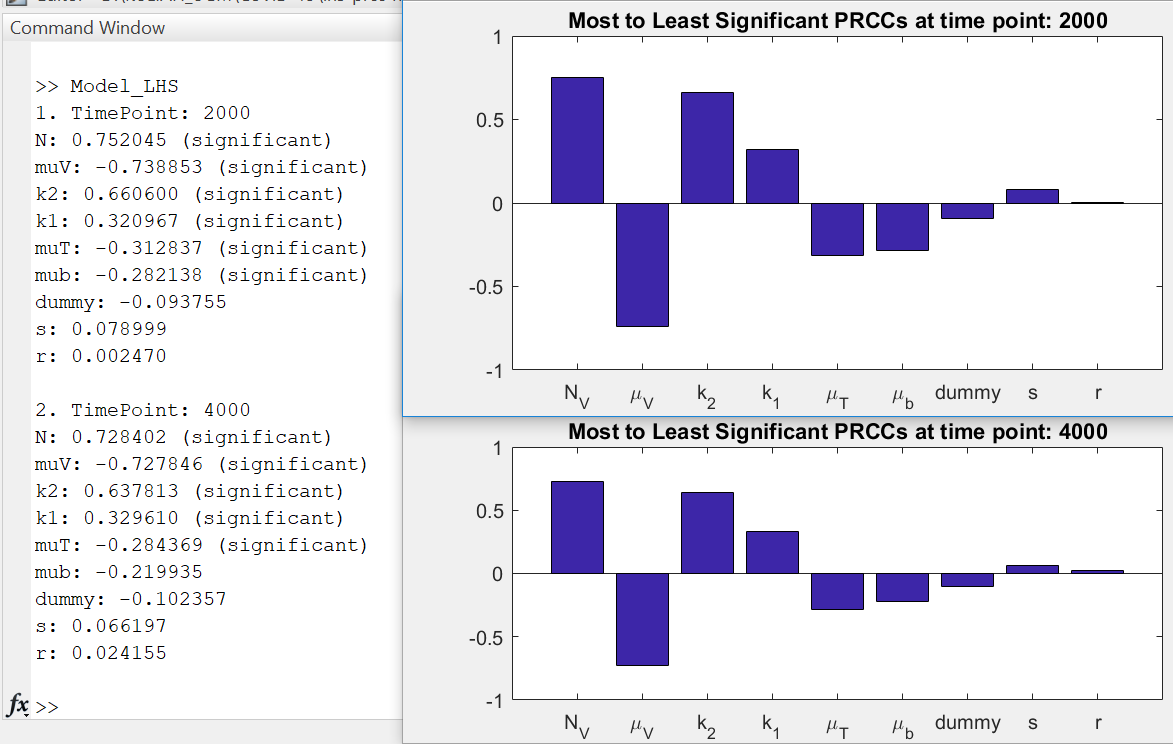 Command Window
>> Model_LHS
1. TimePoint: 2000
N: 0.752045 (significant)
muV: -0.738853 (significant)
k2: 0.660600 (significant)
k1: 0.320967 (significant)
muT: -0.312837 (significant)
mub: -0.282138 (significant)
dummy: -0.093755
s: 0.078999
r: 0.002470
2. TimePoint: 4000
N: 0.728402 (significant)
muV: -0.727846 (significant)
k2: 0.637813 (significant)
k1: 0.329610 (significant)
muT: -0.284369 (significant)
mub: -0.219935
dummy: -0.102357
s: 0.066197
r: 0.024155
fx >>
Most to Least Significant PRCCs at time point: 2000
1
0.5
0
-0.5
-1
N_V μ_V k_2 k_1 μ_T μ_b dummy s r
Most to Least Significant PRCCs at time point: 4000
1
0.5
0
-0.5
-1
N_V μ_V k_2 k_1 μ_T μ_b dummy s r